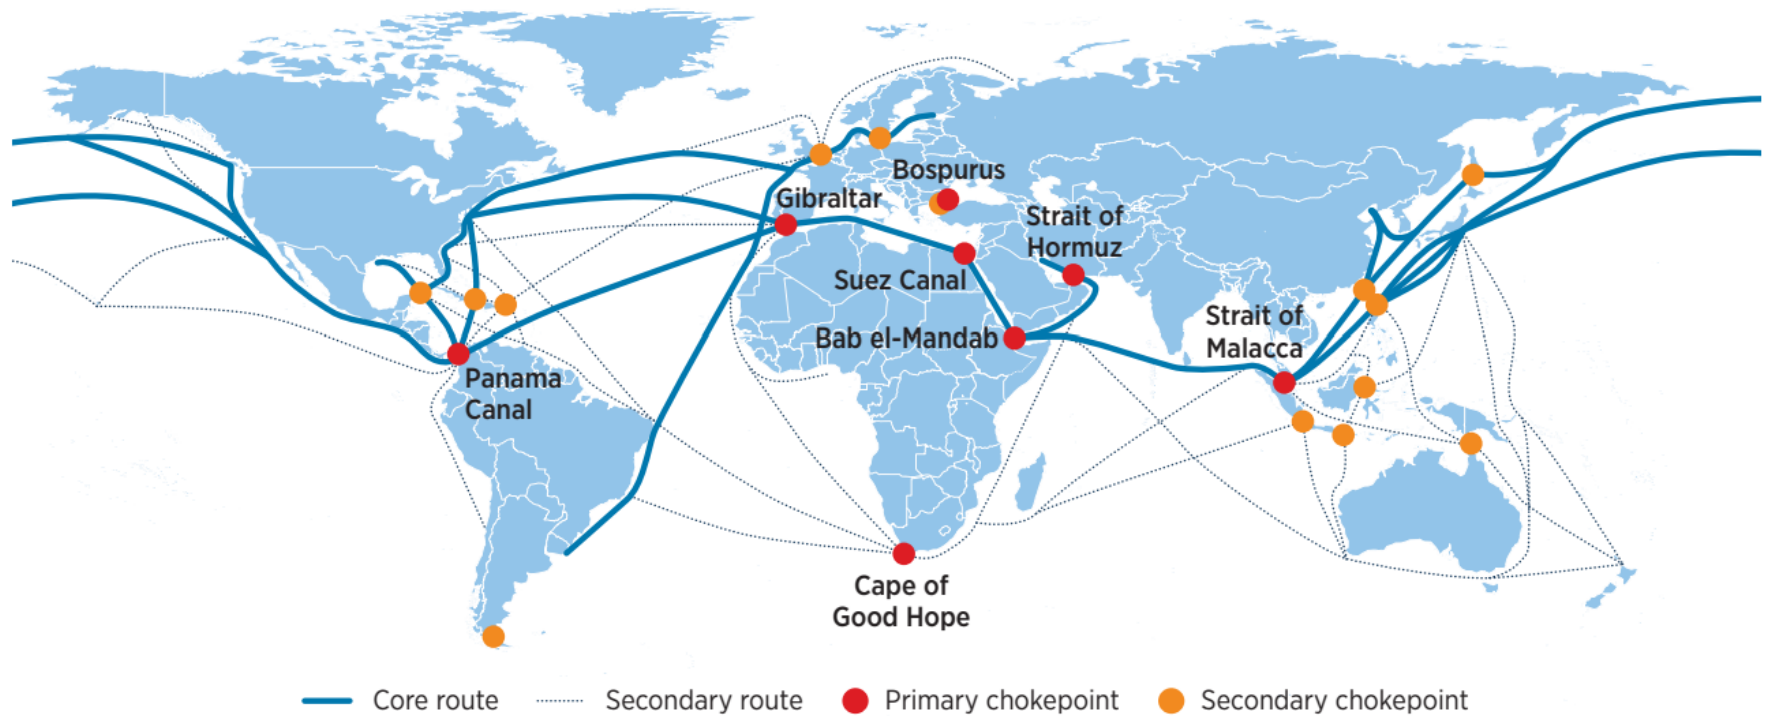 Bospurus
Gibraltar
Strait of
Hormuz
Suez Canal
Strait of
Malacca
Bab el-Mandab
Panama
Canal
Cape of
Good Hope
Core route
Secondary route
Primary chokepoint
Secondary chokepoint